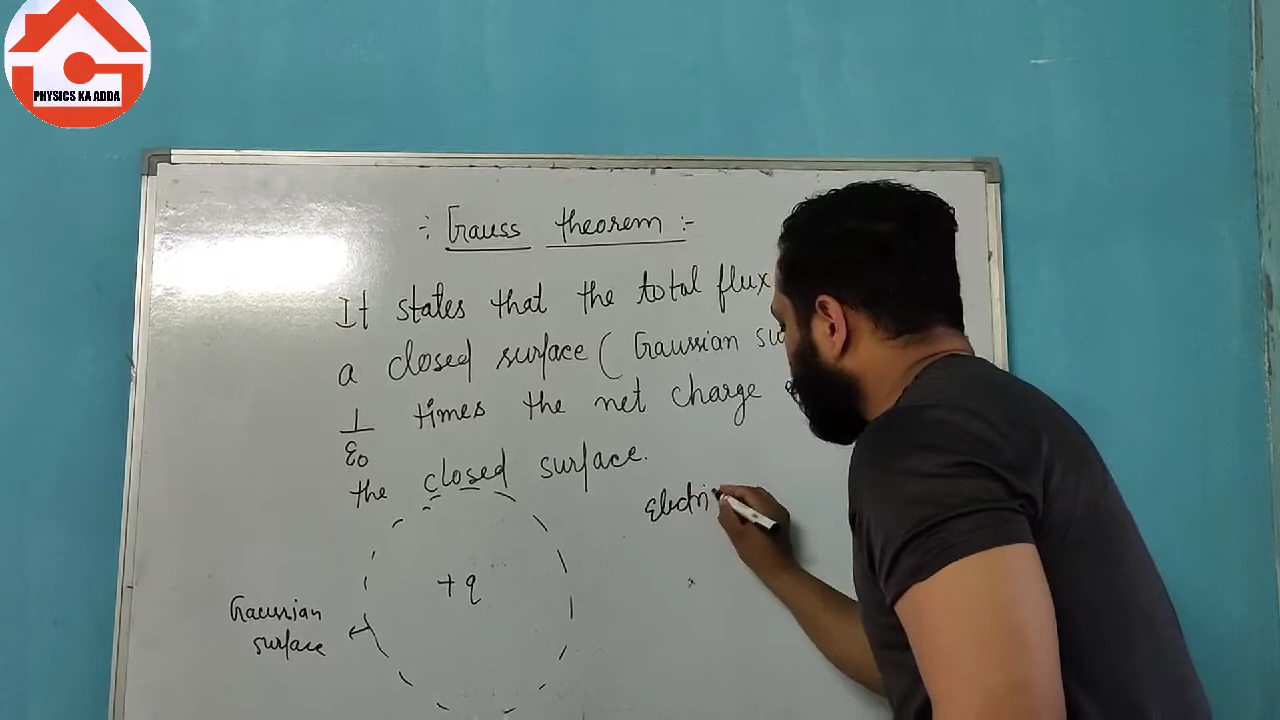 PHYSICS KA ADDA
:- Gauss theorem :-
It states that the total flux
a closed surface ( Gaussian
1/ε0 times the net charge
the closed surface.
Electri
+q
Gaussian
surface